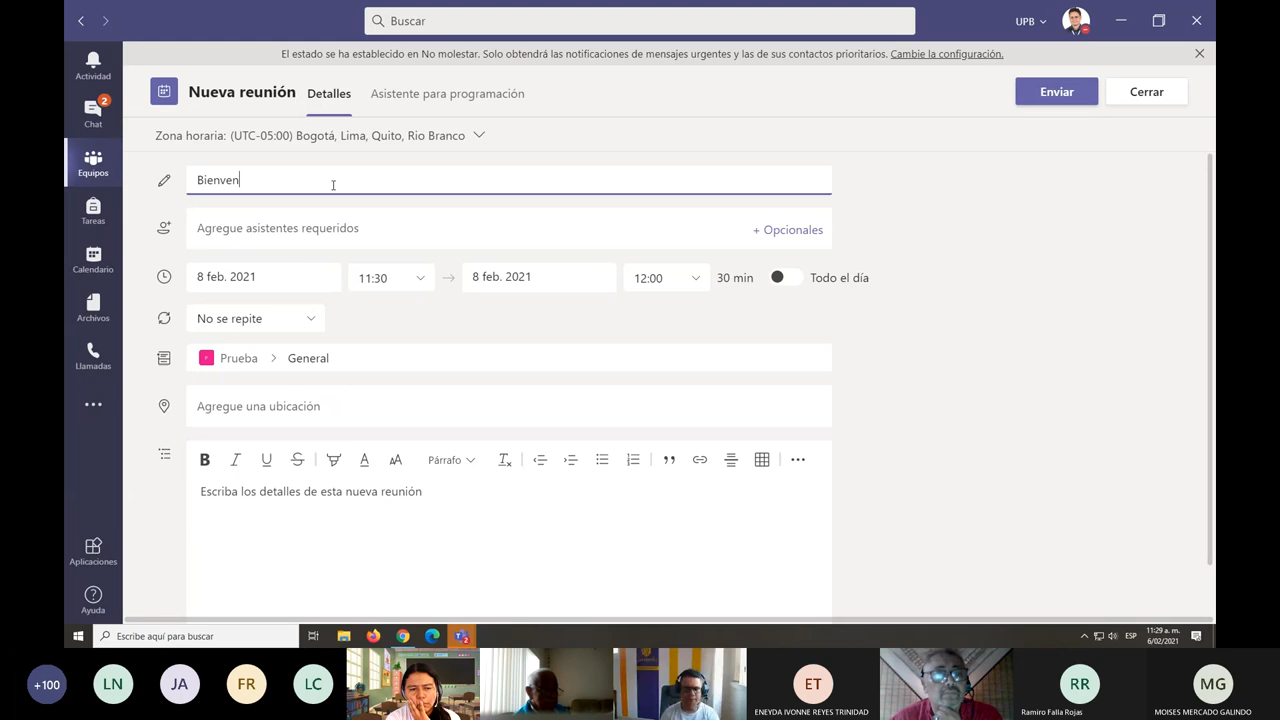 Buscar
UPB
El estado se ha establecido en No molestar. Solo obtendrá las notificaciones de mensajes urgentes y las de sus contactos prioritarios. Cambie la configuración.
Actividad
Nueva reunión
Detalles
Asistente para programación
Enviar
Cerrar
2
Chat
Zona horaria: (UTC-05:00) Bogotá, Lima, Quito, Rio Branco
Equipos
Bienven
Tareas
Agregue asistentes requeridos
+ Opcionales
Calendario
8 feb. 2021
11:30
8 feb. 2021
12:00
30 min
Todo el día
Archivos
No se repite
Llamadas
Prueba
General
Agregue una ubicación
B I U S A AA Párrafo
Escriba los detalles de esta nueva reunión
Aplicaciones
Ayuda
Escribe aquí para buscar
2
ESP
11:29 a. m.
6/02/2021
+100
LN
JA
FR
LC
ET
ENEYDA IVONNE REYES TRINIDAD
RR
Ramiro Falla Rojas
MG
MOISES MERCADO GALINDO